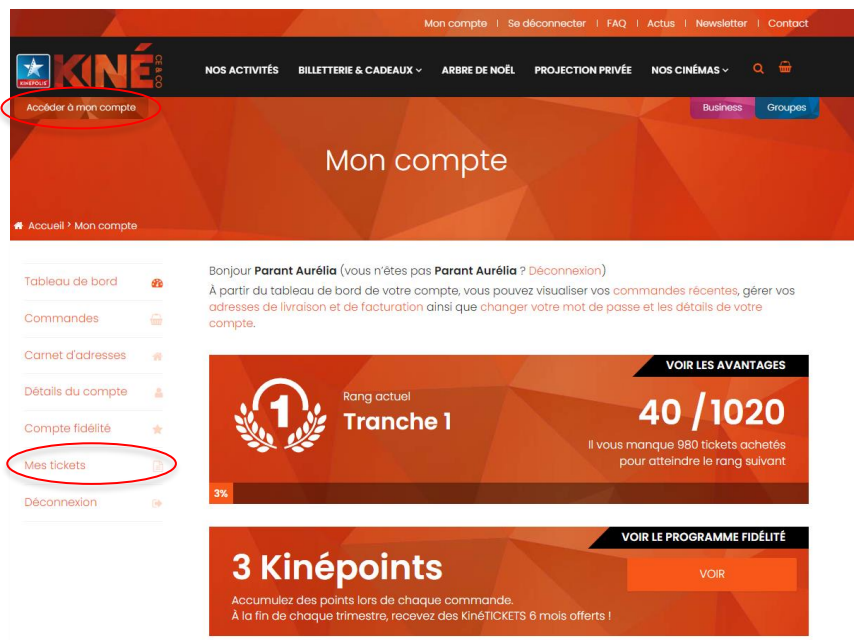 Mon compte | Se déconnecter | FAQ | Actus | Newsletter | Contact
KINEPOLIS
KINÉ
CE & CO
NOS ACTIVITÉS BILLETTERIE & CADEAUX ARBRE DE NOËL PROJECTION PRIVÉE NOS CINÉMAS
Accéder à mon compte
Business Groupes
Mon compte
Accueil > Mon compte
Tableau de bord
Commandes
Carnet d'adresses
Détails du compte
Compte fidélité
Mes tickets
Déconnexion
Bonjour Parant Aurélia (vous n'êtes pas Parant Aurélia ? Déconnexion)
À partir du tableau de bord de votre compte, vous pouvez visualiser vos commandes récentes, gérer vos
adresses de livraison et de facturation ainsi que changer votre mot de passe et les détails de votre
compte.
VOIR LES AVANTAGES
1
Rang actuel
Tranche 1
40 / 1020
Il vous manque 980 tickets achetés
pour atteindre le rang suivant
3%
VOIR LE PROGRAMME FIDÉLITÉ
3 Kinépoints
VOIR
Accumulez des points lors de chaque commande.
À la fin de chaque trimestre, recevez des KinéTICKETS 6 mois offerts !